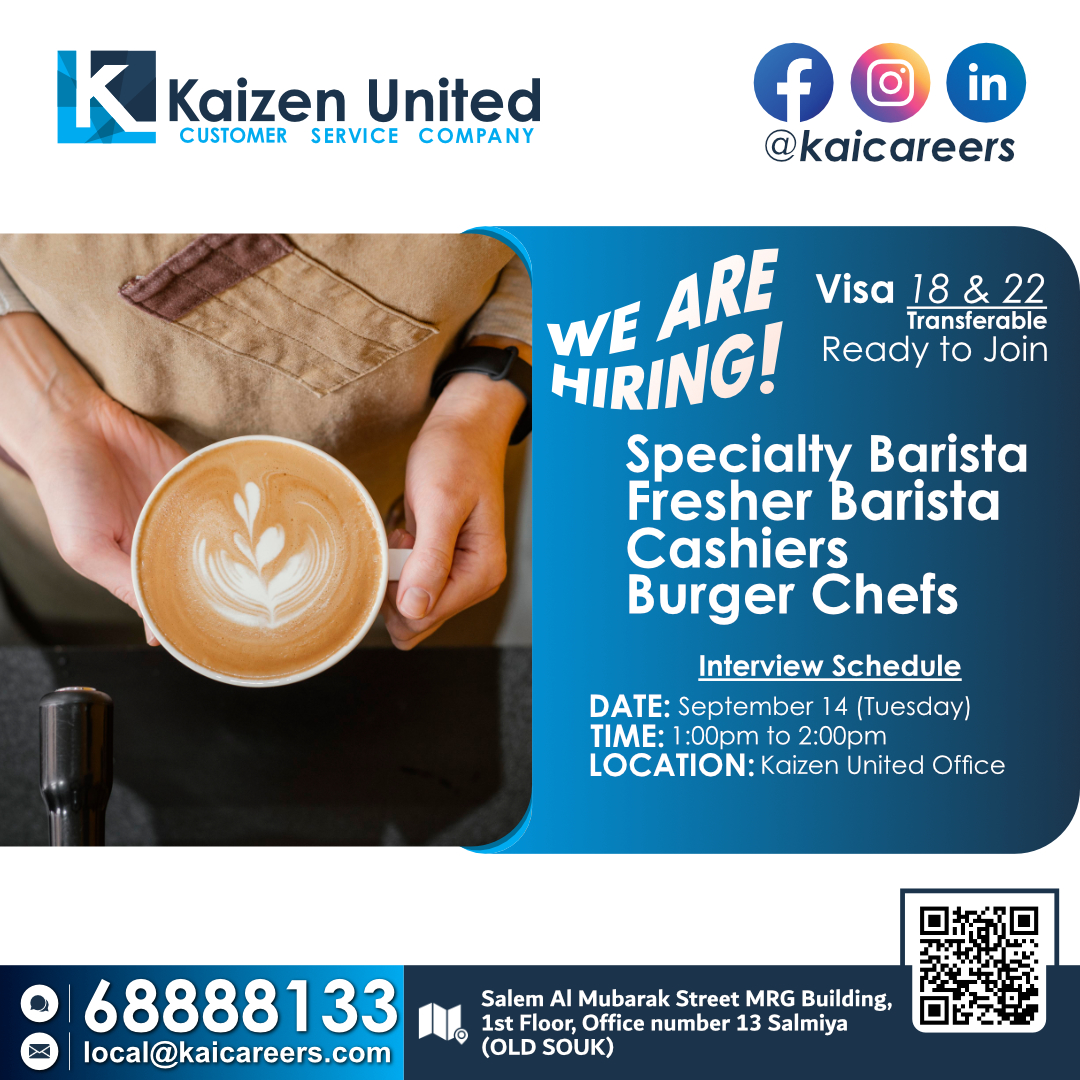 K Kaizen United
CUSTOMER SERVICE COMPANY
f in
@kaicareers
WE ARE
HIRING!
Visa 18 & 22
Transferable
Ready to Join
Specialty Barista
Fresher Barista
Cashiers
Burger Chefs
Interview Schedule
DATE: September 14 (Tuesday)
TIME: 1:00pm to 2:00pm
LOCATION: Kaizen United Office
68888133
local@kaicareers.com
Salem Al Mubarak Street MRG Building,
1st Floor, Office number 13 Salmiya
(OLD SOUK)